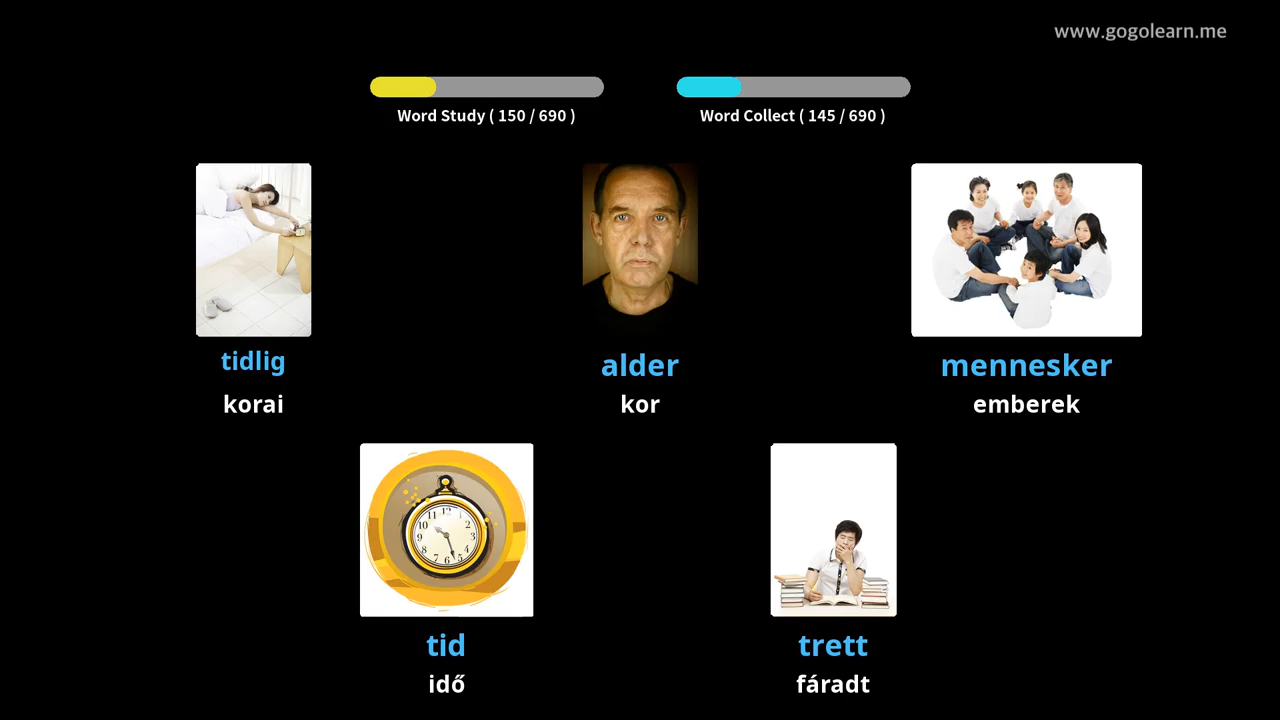 www.gogolearn.me
Word Study ( 150 / 690 )
Word Collect ( 145 / 690 )
tidlig
korai
alder
kor
mennesker
emberek
tid
idő
trett
fáradt